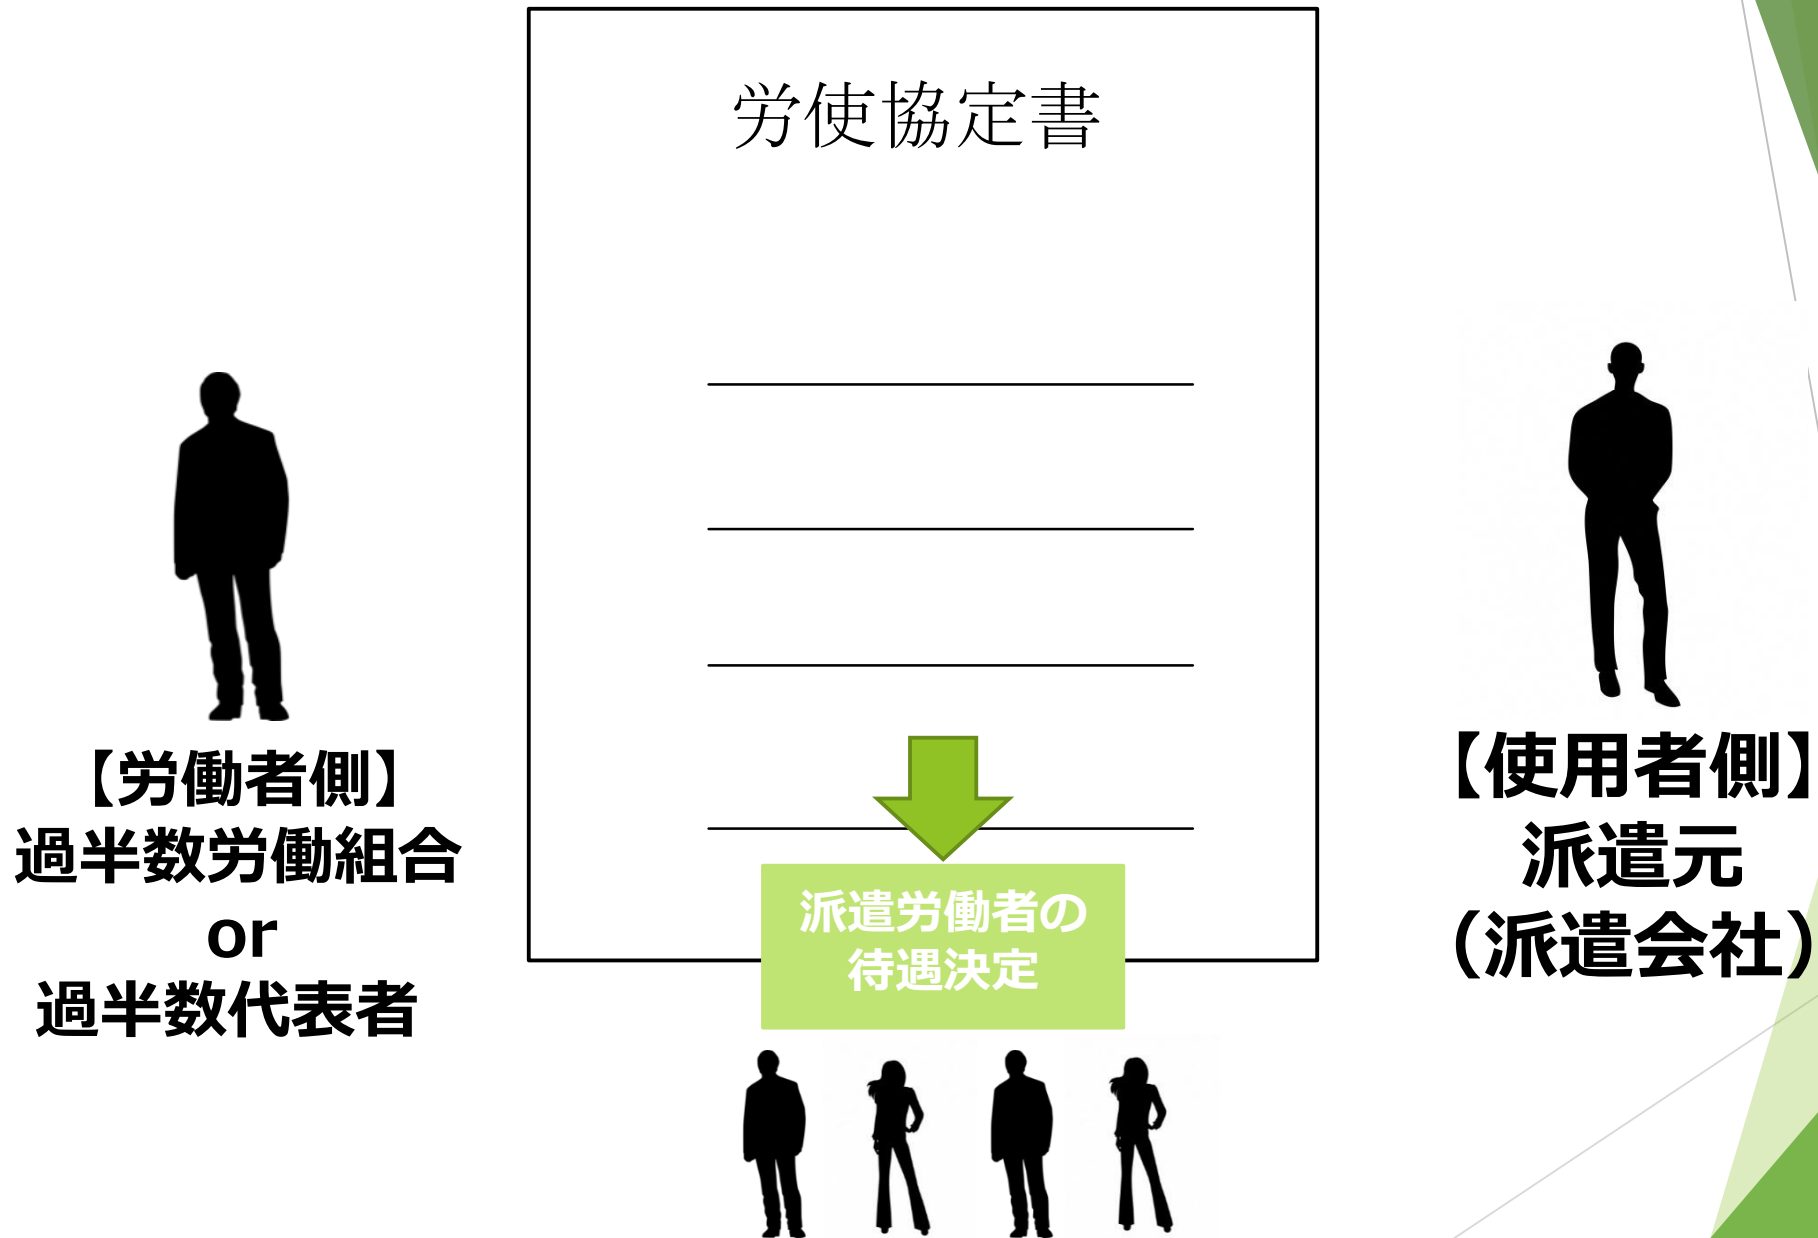 労使協定書
【労働者側】
過半数労働組合
or
過半数代表者
派遣労働者の
待遇決定
【使用者側】
派遣元
（派遣会社）